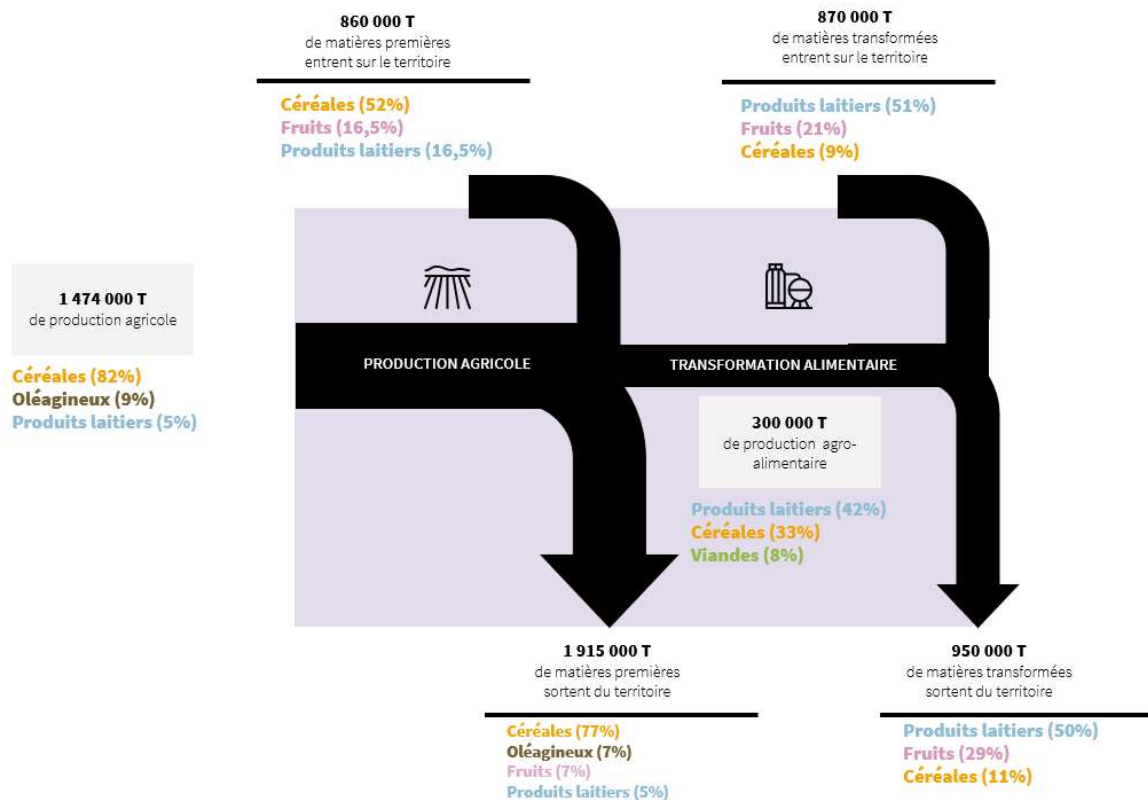 860 000 T
de matières premières
entrent sur le territoire
Céréales (52%)
Fruits (16,5%)
Produits laitiers (16,5%)
870 000 T
de matières transformées
entrent sur le territoire
Produits laitiers (51%)
Fruits (21%)
Céréales (9%)
1 474 000 T
de production agricole
Céréales (82%)
Oléagineux (9%)
Produits laitiers (5%)
PRODUCTION AGRICOLE
TRANSFORMATION ALIMENTAIRE
300 000 T
de production agro-
alimentaire
Produits laitiers (42%)
Céréales (33%)
Viandes (8%)
1 915 000 T
de matières premières
sortent du territoire
Céréales (77%)
Oléagineux (7%)
Fruits (7%)
Produits laitiers (5%)
950 000 T
de matières transformées
sortent du territoire
Produits laitiers (50%)
Fruits (29%)
Céréales (11%)